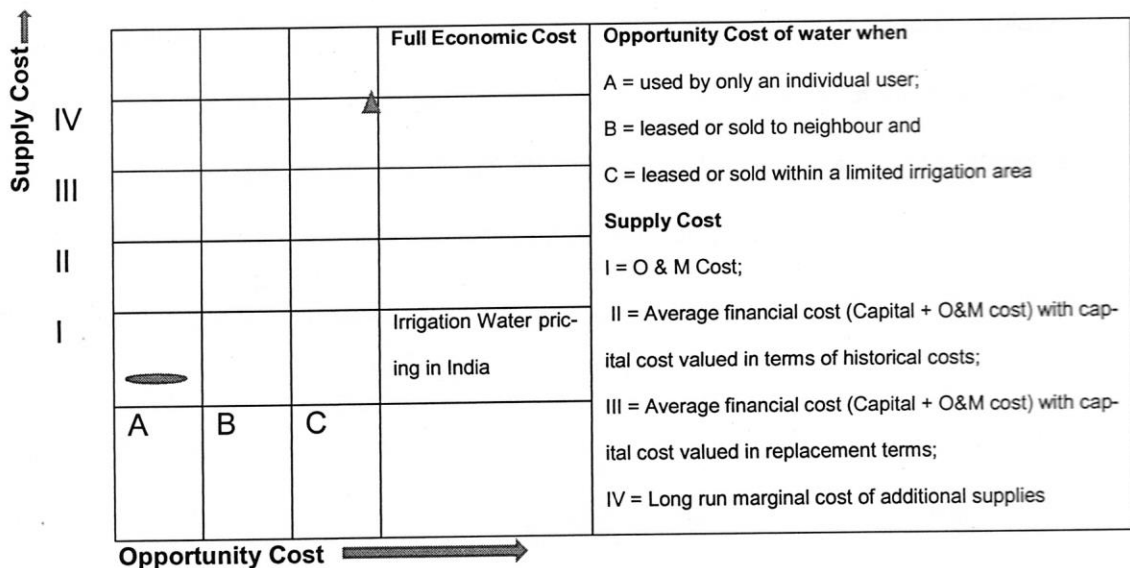 Supply Cost
Full Economic Cost
IV
III
II
I
Irrigation Water pric-
ing in India
A B C
Opportunity Cost
Opportunity Cost of water when
A = used by only an individual user;
B = leased or sold to neighbour and
C = leased or sold within a limited irrigation area
Supply Cost
I = O & M Cost;
II = Average financial cost (Capital + O&M cost) with cap-
ital cost valued in terms of historical costs;
III = Average financial cost (Capital + O&M cost) with cap-
ital cost valued in replacement terms;
IV = Long run marginal cost of additional supplies